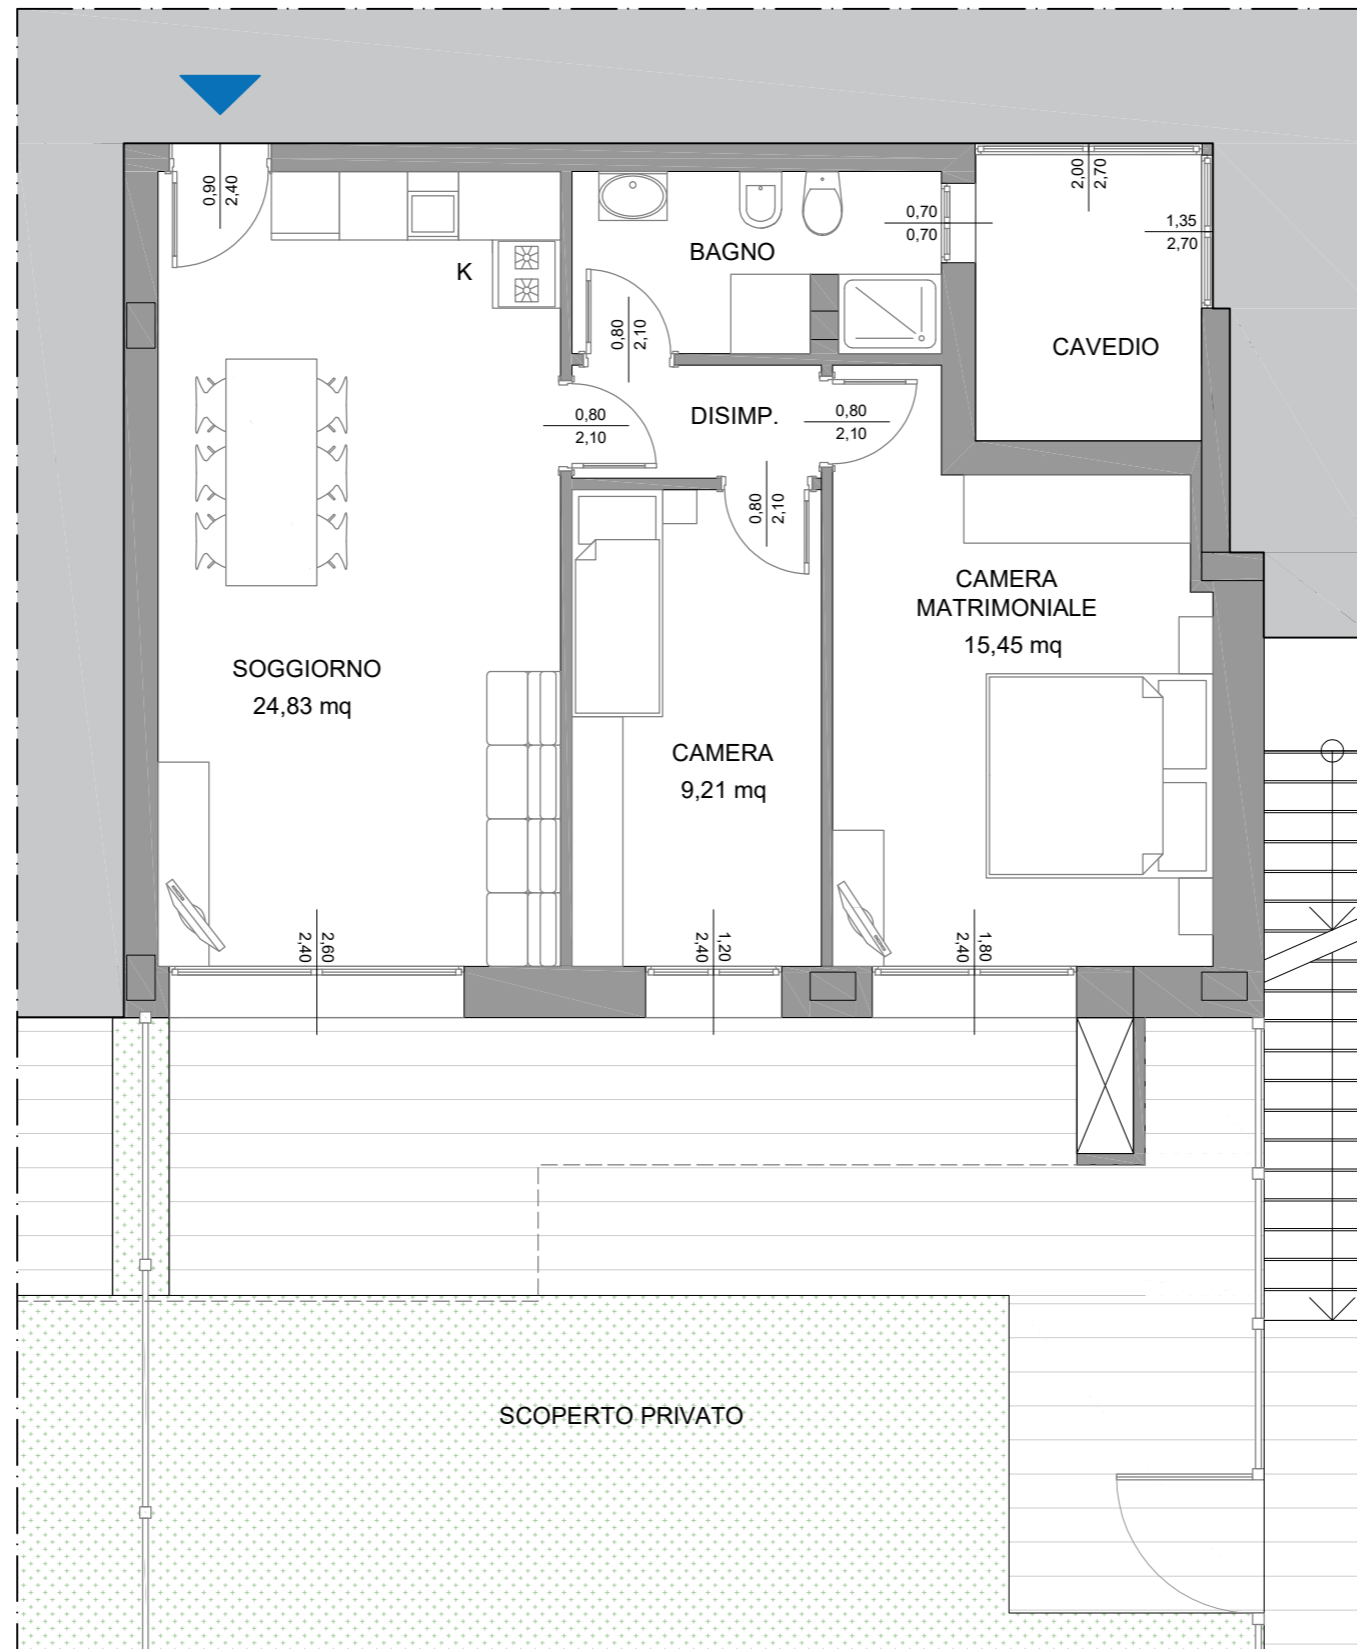 0,90
2,40
2,00
2,70
0,70
0,70
1,35
2,70
BAGNO
K
CAVEDIO
0,80
2,10
0,80
2,10
DISIMP.
0,80
2,10
0,80
2,10
CAMERA
MATRIMONIALE
15,45 mq
SOGGIORNO
24,83 mq
CAMERA
9,21 mq
2,60
2,40
1,20
2,40
1,80
2,40
SCOPERTO PRIVATO